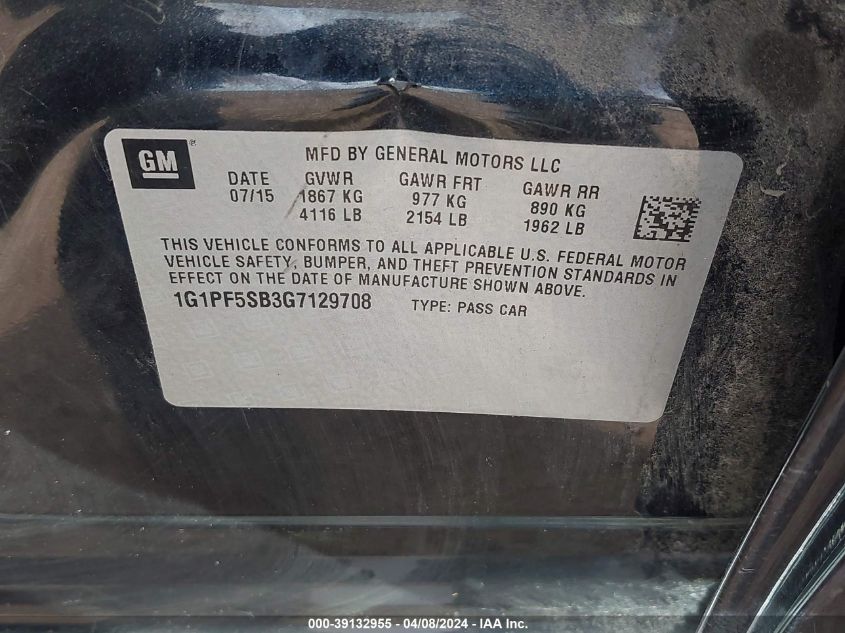 GM®
MFD BY GENERAL MOTORS LLC
DATE GVWR GAWR FRT GAWR RR
07/15 1867 KG 977 KG 890 KG
4116 LB 2154 LB 1962 LB
THIS VEHICLE CONFORMS TO ALL APPLICABLE U.S. FEDERAL MOTOR
VEHICLE SAFETY, BUMPER, AND THEFT PREVENTION STANDARDS IN
EFFECT ON THE DATE OF MANUFACTURE SHOWN ABOVE.
1G1PF5SB3G7129708 TYPE: PASS CAR
000-39132955 - 04/08/2024 - IAA Inc.